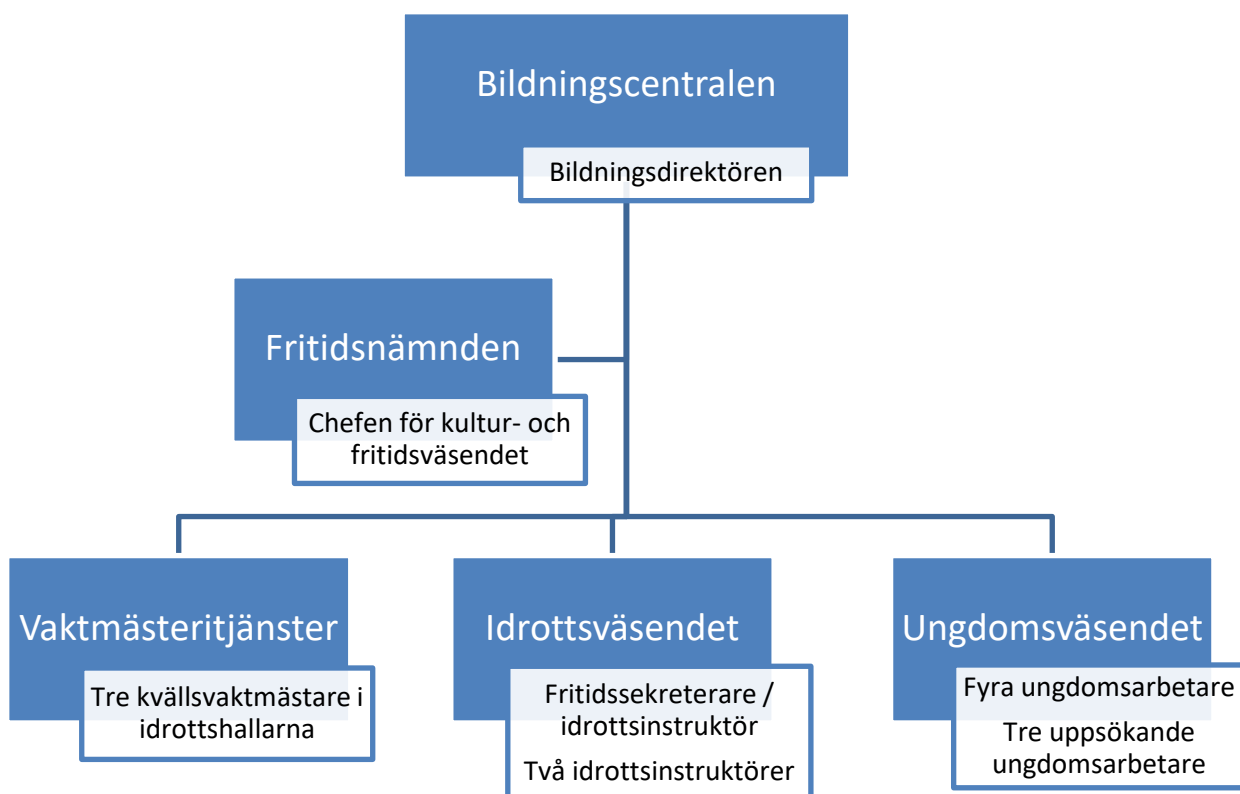 Bildningscentralen
Bildningsdirektören
Fritidsnämnden
Chefen för kultur- och
fritidsväsendet
Vaktmästeritjänster
Tre kvällsvaktmästare i
idrottshallarna
Idrottsväsendet
Fritidssekreterare /
idrottsinstruktör
Två idrottsinstruktörer
Ungdomsväsendet
Fyra ungdomsarbetare
Tre uppsökande
ungdomsarbetare